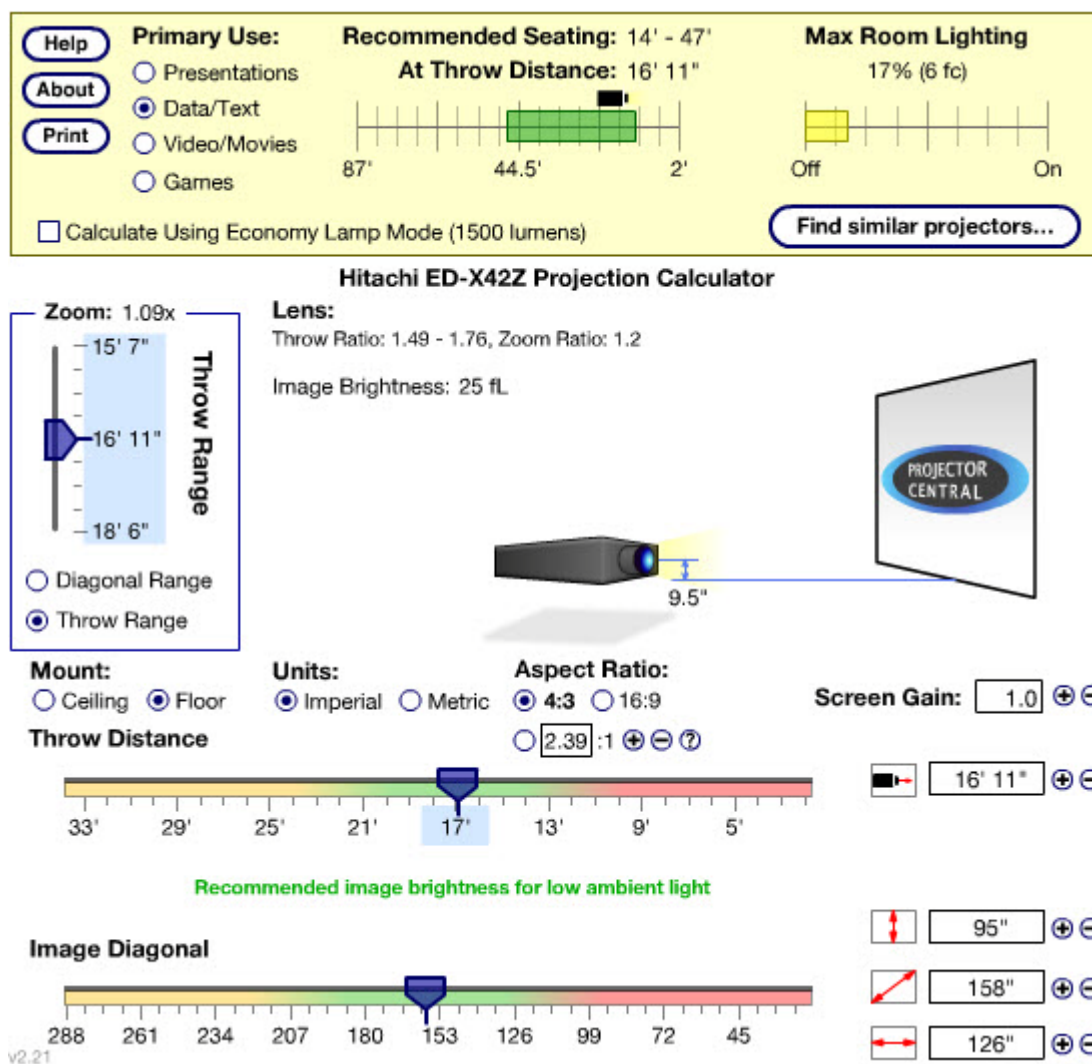 Help
About
Print
Primary Use:
Presentations
Data/Text
Video/Movies
Games
Recommended Seating: 14' - 47'
At Throw Distance: 16' 11"
87' 44.5' 2'
Max Room Lighting
17% (6 fc)
Off On
Calculate Using Economy Lamp Mode (1500 lumens)
Find similar projectors...
Hitachi ED-X42Z Projection Calculator
Zoom: 1.09x
15' 7"
16' 11"
18' 6"
Throw Range
Diagonal Range
Throw Range
Lens:
Throw Ratio: 1.49 - 1.76, Zoom Ratio: 1.2
Image Brightness: 25 fL
PROJECTOR
CENTRAL
9.5"
Mount:
Ceiling Floor
Units:
Imperial Metric
Aspect Ratio:
4:3 16:9
2.39 :1 + - ?
Screen Gain: 1.0
Throw Distance
16' 11"
33' 29' 25' 21' 17' 13' 9' 5'
Recommended image brightness for low ambient light
95"
Image Diagonal
158"
288 261 234 207 180 153 126 99 72 45
126"
v2.21